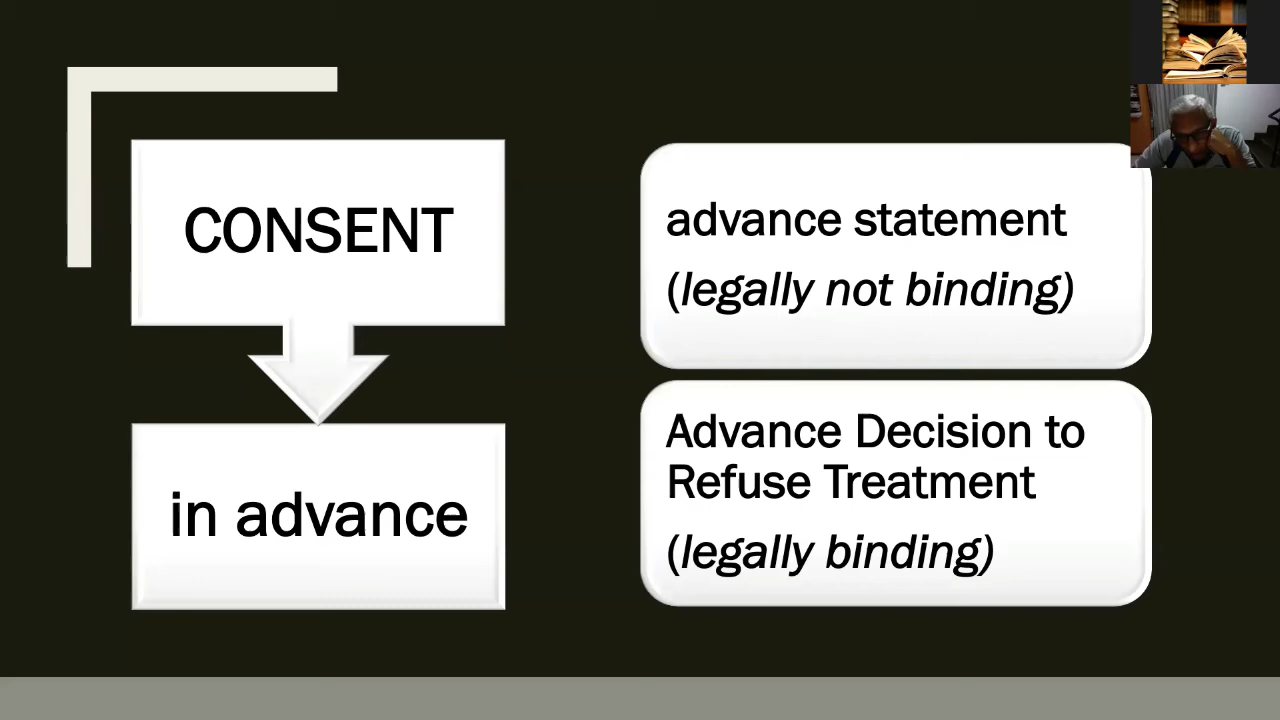 CONSENT
in advance
advance statement
(legally not binding)
Advance Decision to
Refuse Treatment
(legally binding)